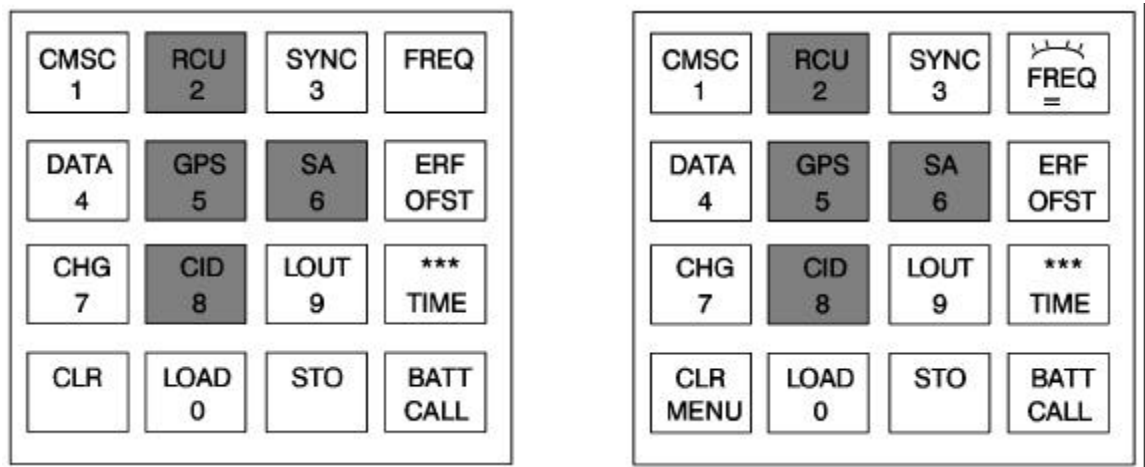 CMSC RCU SYNC FREQ
1 2 3
DATA GPS SA ERF
4 5 6 OFST
CHG CID LOUT ***
7 8 9 TIME
CLR LOAD STO BATT
0 CALL
CMSC RCU SYNC FREQ
1 2 3 =
DATA GPS SA ERF
4 5 6 OFST
CHG CID LOUT ***
7 8 9 TIME
CLR LOAD STO BATT
MENU 0 CALL